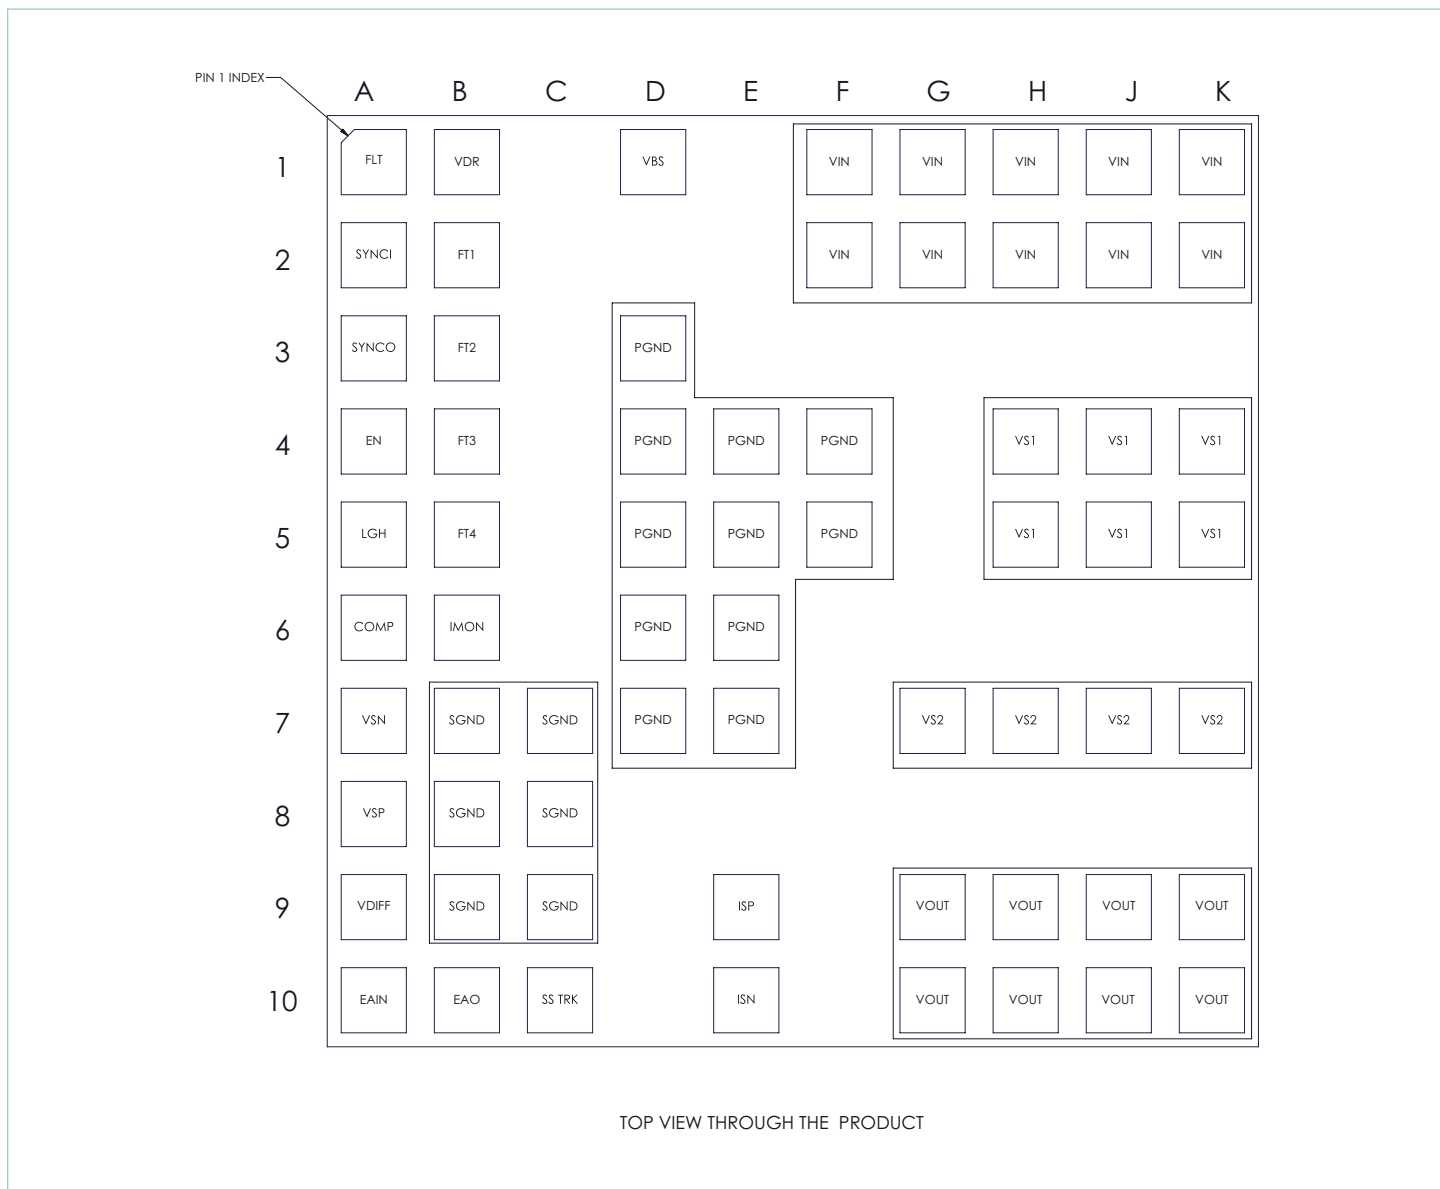 PIN 1 INDEX
A B C D E F G H J K
1 FLT VDR VBS VIN VIN VIN VIN VIN
2 SYNCI FT1 VIN VIN VIN VIN VIN
3 SYNCO FT2 PGND
4 EN FT3 PGND PGND PGND VS1 VS1 VS1
5 LGH FT4 PGND PGND PGND VS1 VS1 VS1
6 COMP IMON PGND PGND
7 VSN SGND SGND PGND PGND VS2 VS2 VS2 VS2
8 VSP SGND SGND
9 VDIFF SGND SGND ISP VOUT VOUT VOUT VOUT
10 EAIN EAO SS TRK ISN VOUT VOUT VOUT VOUT
TOP VIEW THROUGH THE PRODUCT